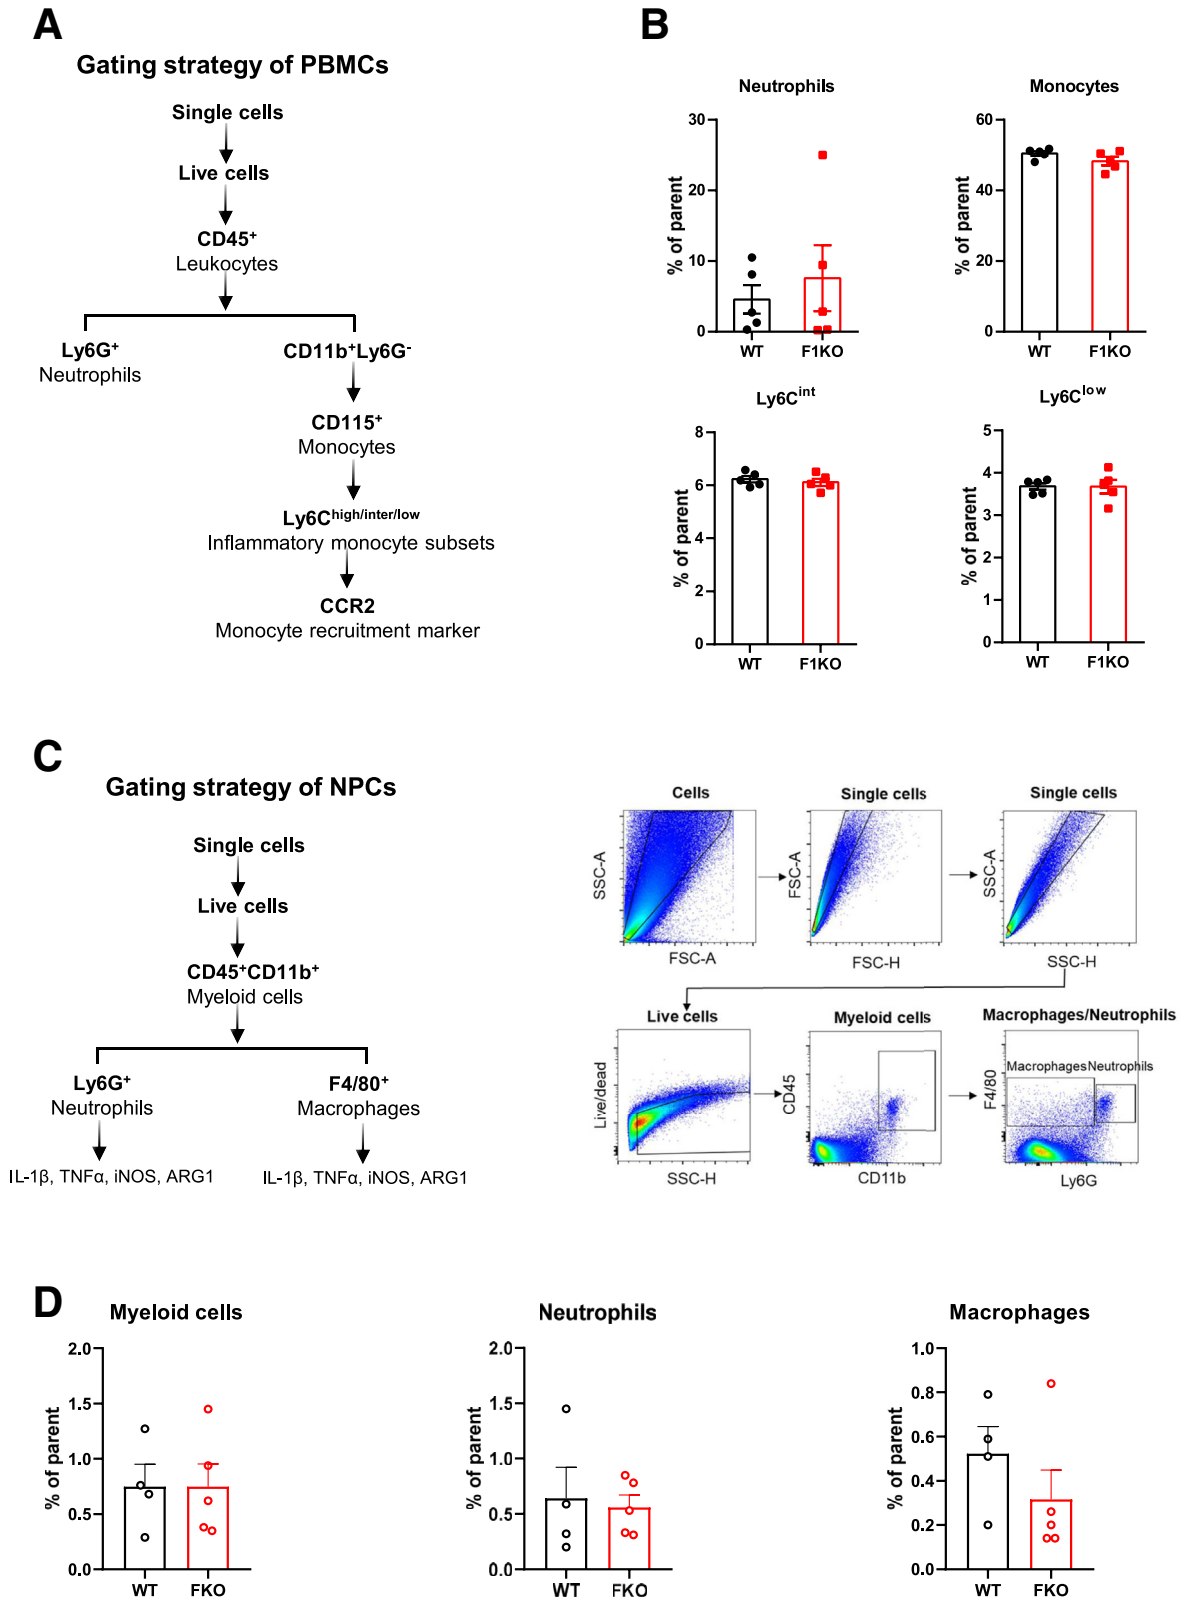 A
Gating strategy of PBMCs
Single cells
Live cells
CD45⁺
Leukocytes
Ly6G⁺
Neutrophils
CD11b⁺Ly6G⁻
CD115⁺
Monocytes
Ly6C^high/inter/low
Inflammatory monocyte subsets
CCR2
Monocyte recruitment marker
B
Neutrophils
% of parent
30
20
10
0
WT F1KO
Monocytes
% of parent
60
40
20
0
WT F1KO
Ly6C^int
% of parent
8
6
4
2
0
WT F1KO
Ly6C^low
% of parent
5
4
3
2
1
0
WT F1KO
C
Gating strategy of NPCs
Single cells
Live cells
CD45⁺CD11b⁺
Myeloid cells
Ly6G⁺
Neutrophils
IL-1β, TNFα, iNOS, ARG1
F4/80⁺
Macrophages
IL-1β, TNFα, iNOS, ARG1
Cells
SSC-A
FSC-A
Single cells
FSC-A
FSC-H
Single cells
SSC-A
SSC-H
Live cells
Live/dead
SSC-H
Myeloid cells
CD45
CD11b
Macrophages/Neutrophils
Macrophages Neutrophils
F4/80
Ly6G
D
Myeloid cells
% of parent
2.0
1.5
1.0
0.5
0.0
WT FKO
Neutrophils
% of parent
2.0
1.5
1.0
0.5
0.0
WT FKO
Macrophages
% of parent
1.0
0.8
0.6
0.4
0.2
0.0
WT FKO